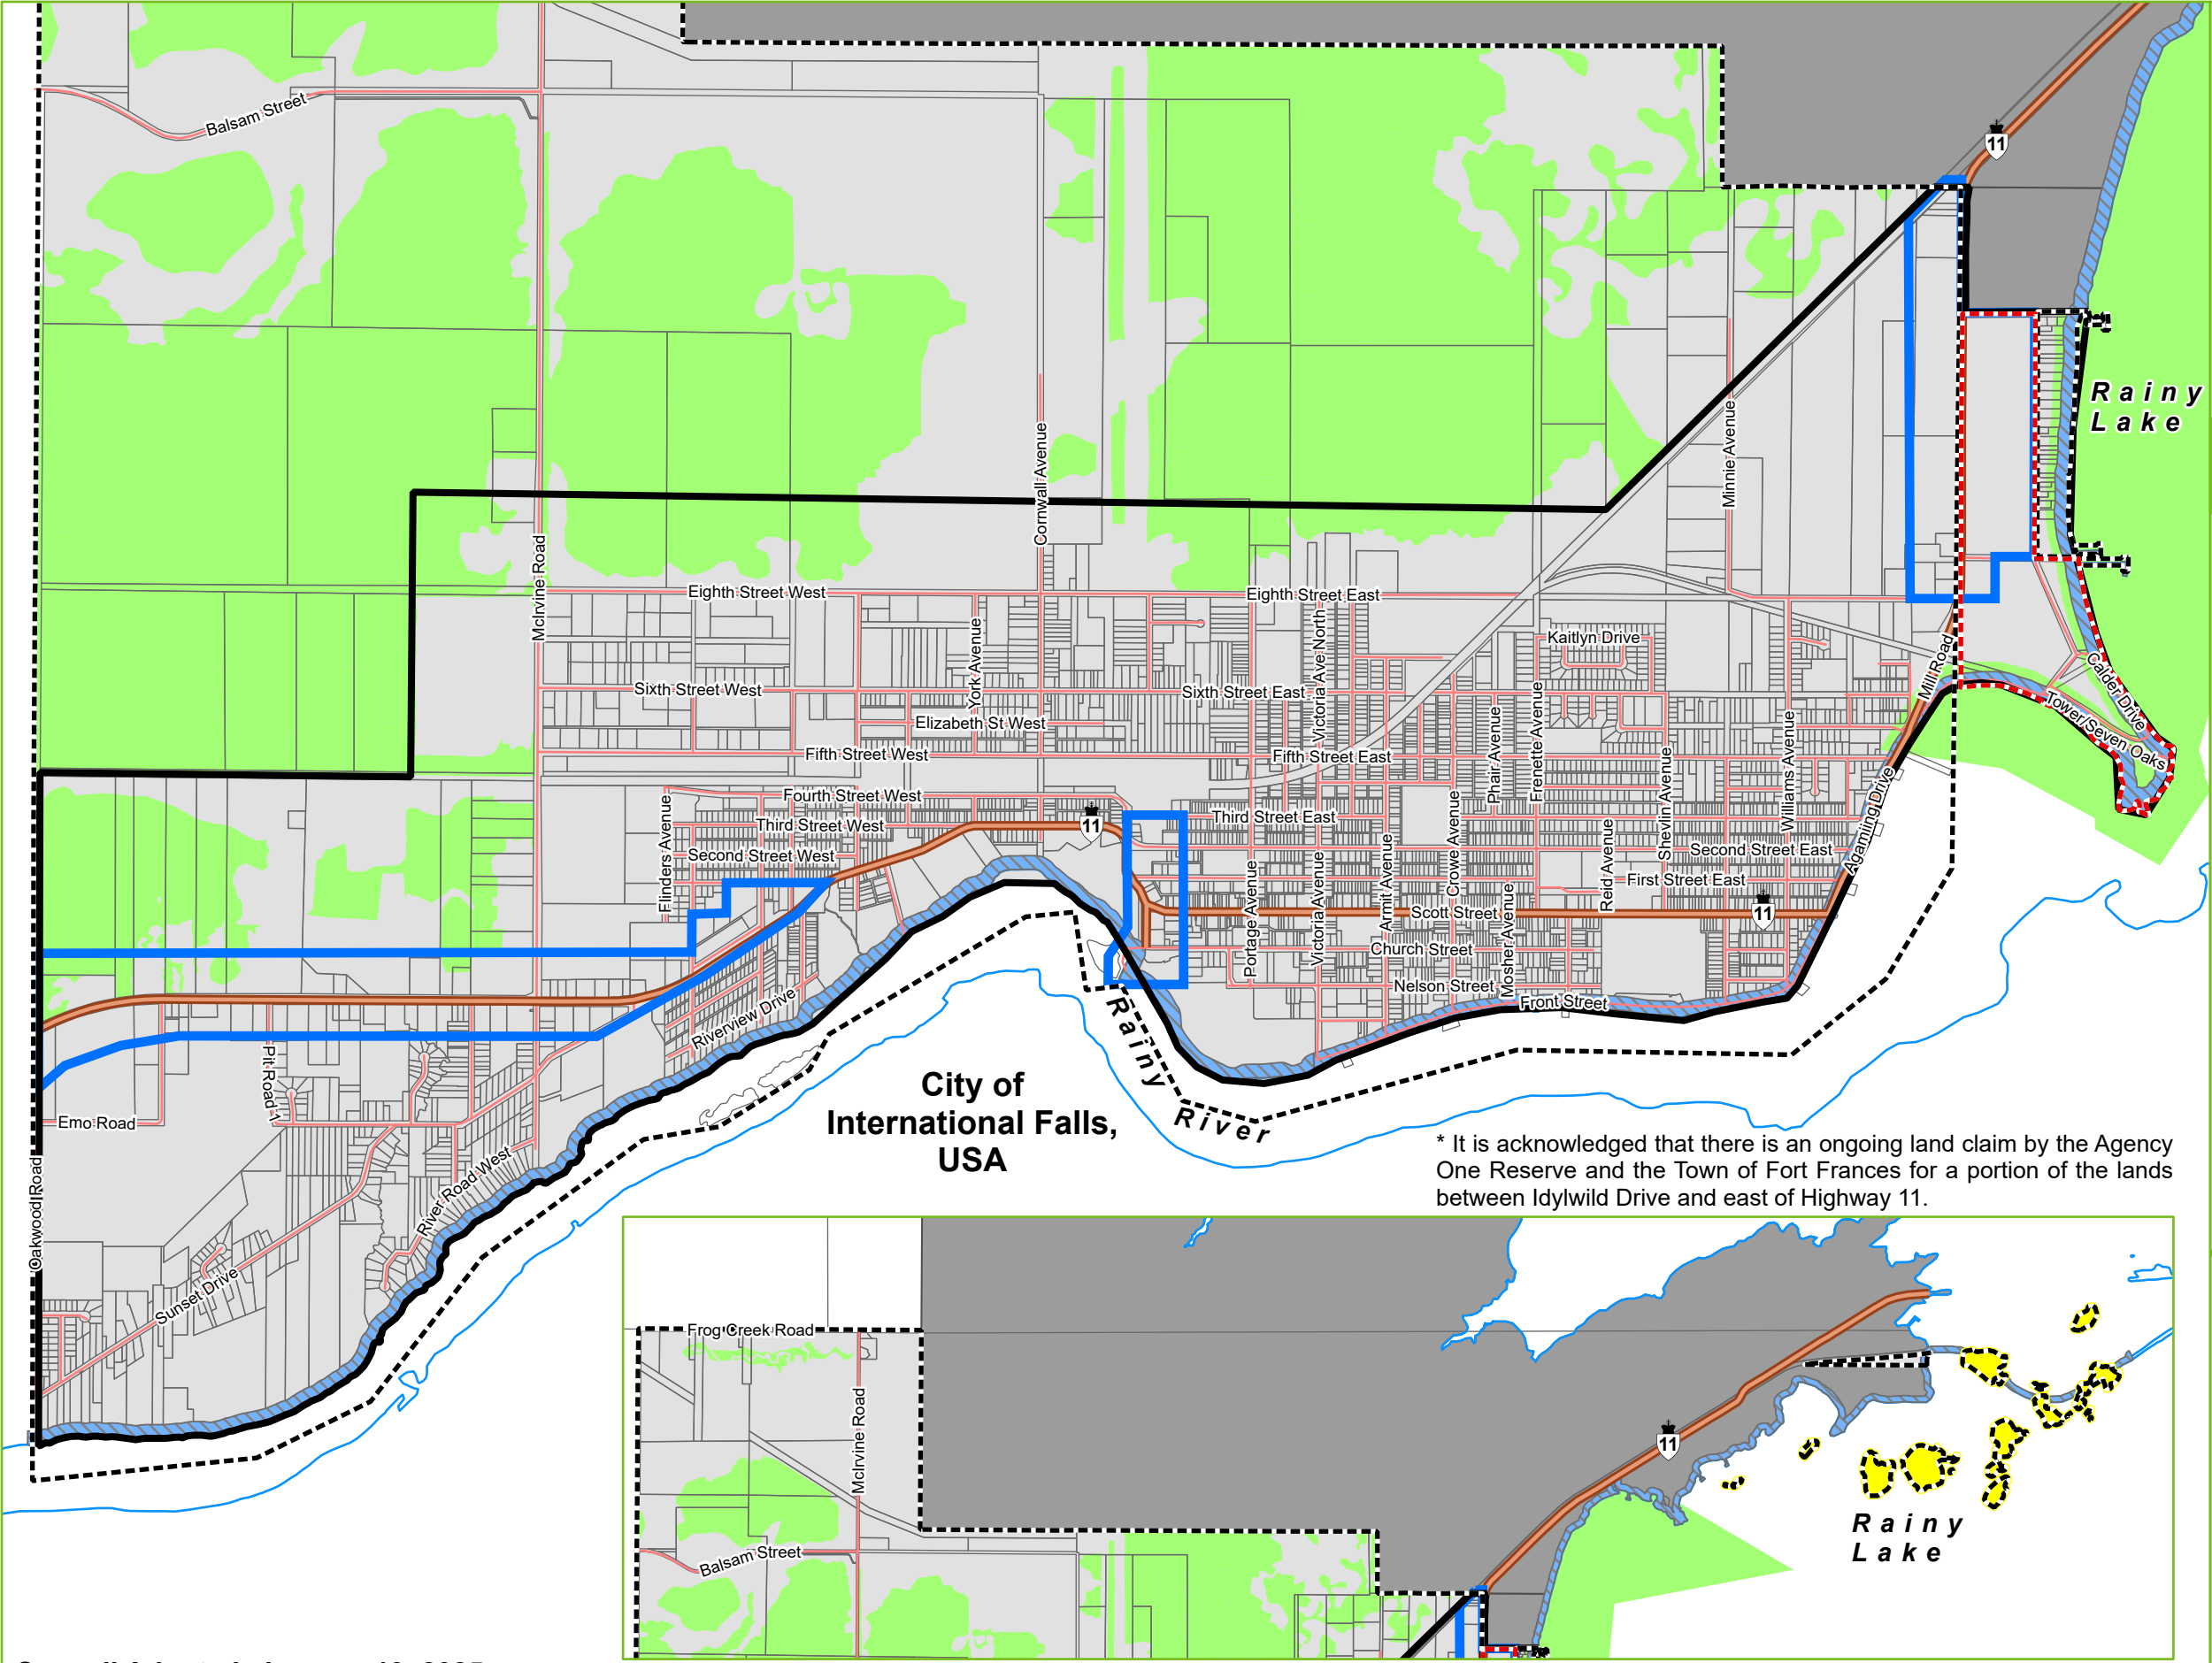 Balsam Street
11
Rainy
Lake
McIrvine Road
Cornwall Avenue
Minnie Avenue
Eighth Street West
Eighth Street East
York Avenue
Victoria Ave North
Kaitlyn Drive
Mill Road
Calder Drive
Tower/Seven Oaks
Sixth Street West
Sixth Street East
Elizabeth St West
Fifth Street West
Fifth Street East
Phair Avenue
Frenette Avenue
Shevlin Avenue
Williams Avenue
Agamiing Drive
Flinders Avenue
Fourth Street West
Third Street West
11
Third Street East
Second Street West
Second Street East
Portage Avenue
Victoria Avenue
Armit Avenue
Crowe Avenue
Mosher Avenue
Reid Avenue
First Street East
Scott Street
11
Church Street
Nelson Street
Front Street
Riverview Drive
Pit Road 1
Emo Road
Oakwood Road
River Road West
Sunset Drive
Rainy
River
City of
International Falls,
USA
* It is acknowledged that there is an ongoing land claim by the Agency
One Reserve and the Town of Fort Frances for a portion of the lands
between Idylwild Drive and east of Highway 11.
Frog Creek Road
McIrvine Road
Balsam Street
11
Rainy
Lake